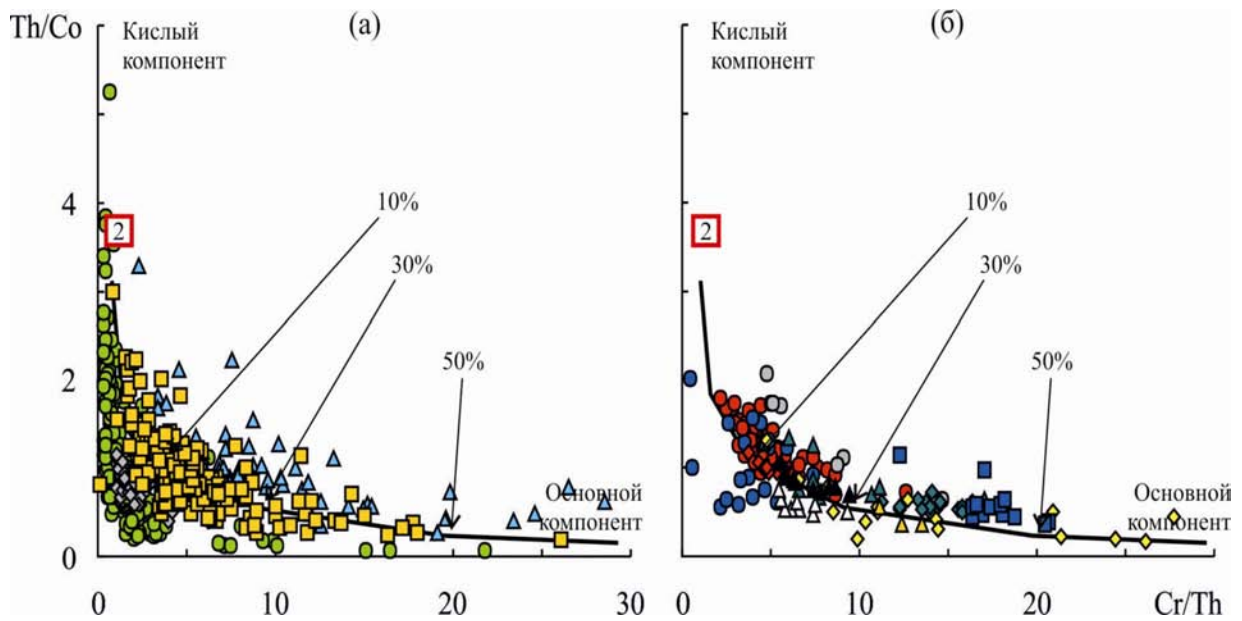 Th/Co
Кислый
компонент
(а)
4
2
0
2
10%
30%
50%
Основной
компонент
0
10
20
30
Кислый
компонент
(б)
2
10%
30%
50%
Основной
компонент
0
10
20
Cr/Th